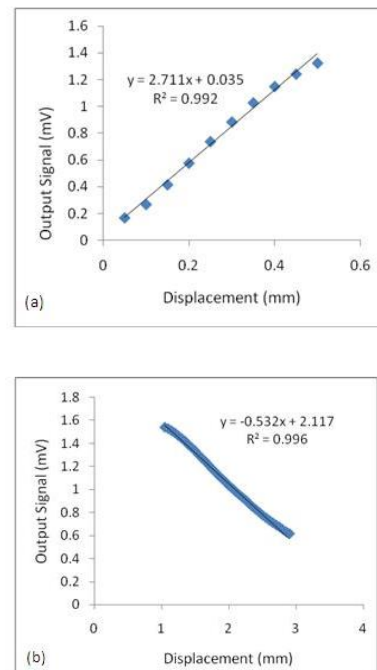 1.6
1.4
1.2
1
0.8
0.6
0.4
0.2
0
y = 2.711x + 0.035
R² = 0.992
Output Signal (mV)
0 0.2 0.4 0.6
Displacement (mm)
(a)
1.8
1.6
1.4
1.2
1
0.8
0.6
0.4
0.2
0
y = -0.532x + 2.117
R² = 0.996
Output Signal (mV)
0 1 2 3 4
Displacement (mm)
(b)